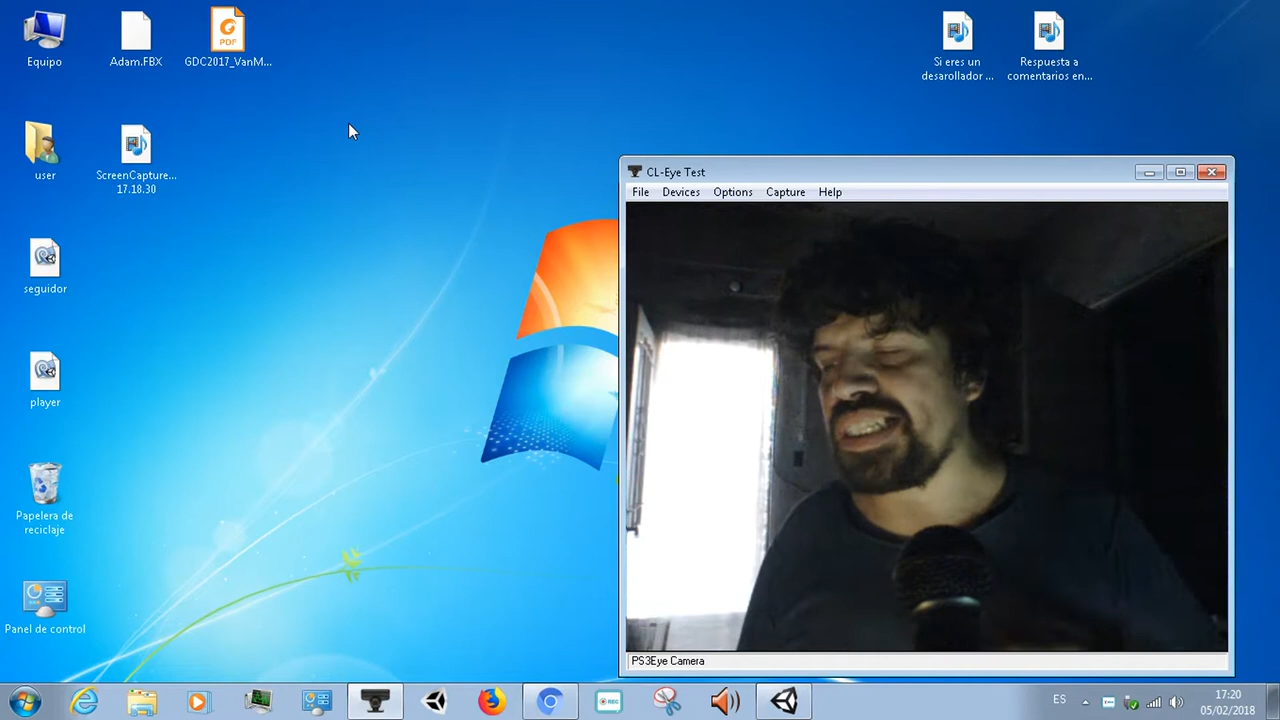 Equipo
Adam.FBX
PDF
GDC2017_VanM...
Si eres un
desarollador ...
Respuesta a
comentarios en...
user
ScreenCapture...
17.18.30
CL-Eye Test
File Devices Options Capture Help
seguidor
player
Papelera de
reciclaje
Panel de control
PS3Eye Camera
REC
ES
17:20
05/02/2018